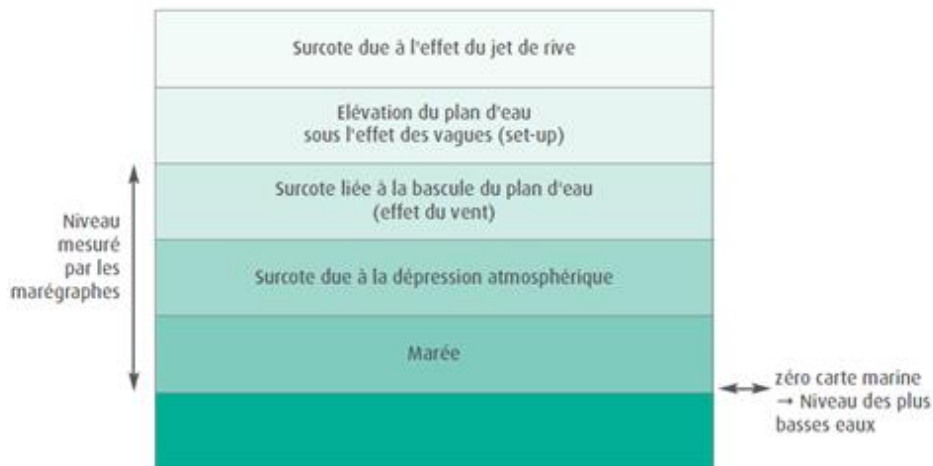 Surcote due à l'effet du jet de rive
Elévation du plan d'eau
sous l'effet des vagues (set-up)
Surcote liée à la bascule du plan d'eau
(effet du vent)
Niveau
mesuré
par les
marégraphes
Surcote due à la dépression atmosphérique
Marée
zéro carte marine
→ Niveau des plus
basses eaux